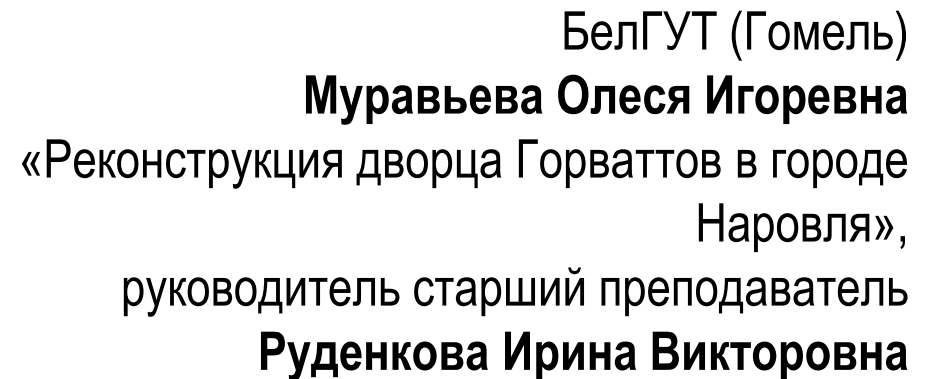 БелГУТ (Гомель)
Муравьева Олеся Игоревна
«Реконструкция дворца Горваттов в городе
Наровля»,
руководитель старший преподаватель
Руденкова Ирина Викторовна